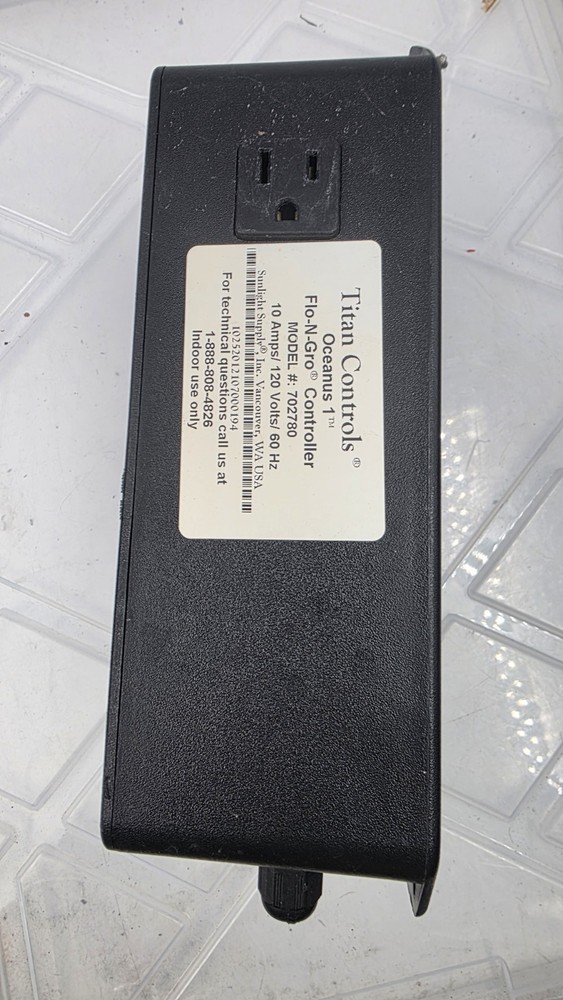 Titan Controls®
Oceanus 1™
Flo-N-Gro® Controller
MODEL #: 702780
10 Amps/ 120 Volts/ 60 Hz
Sunlight Supply®, Inc. Vancouver, WA USA
10252012107000194
For technical questions call us at
1-888-808-4826
Indoor use only